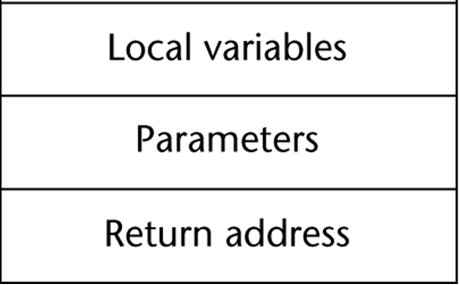 Local variables
Parameters
Return address